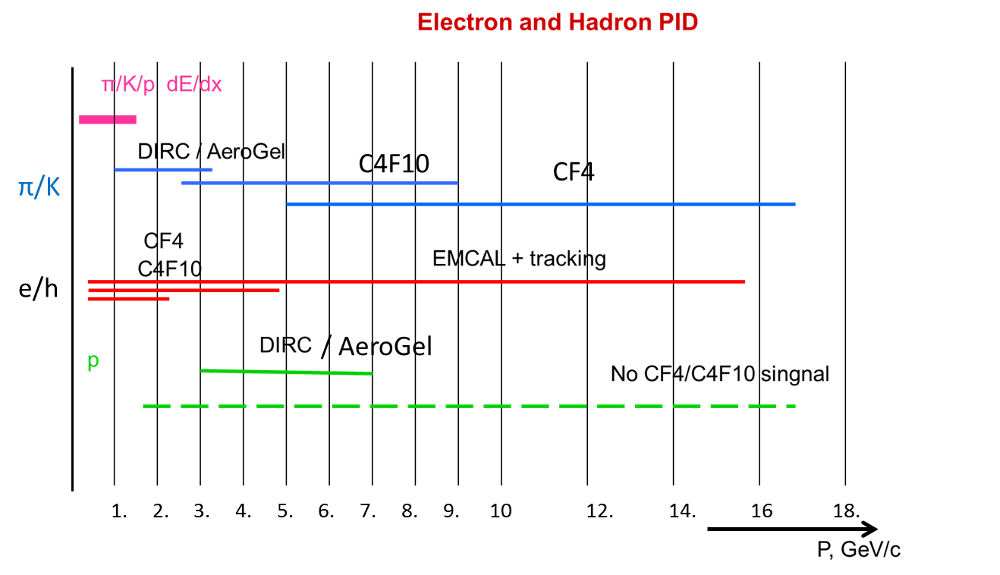 Electron and Hadron PID
π/K/p dE/dx
DIRC / AeroGel
C4F10
CF4
π/K
CF4
C4F10
EMCAL + tracking
e/h
DIRC / AeroGel
p
No CF4/C4F10 singnal
1. 2. 3. 4. 5. 6. 7. 8. 9. 10 12. 14. 16 18.
P, GeV/c